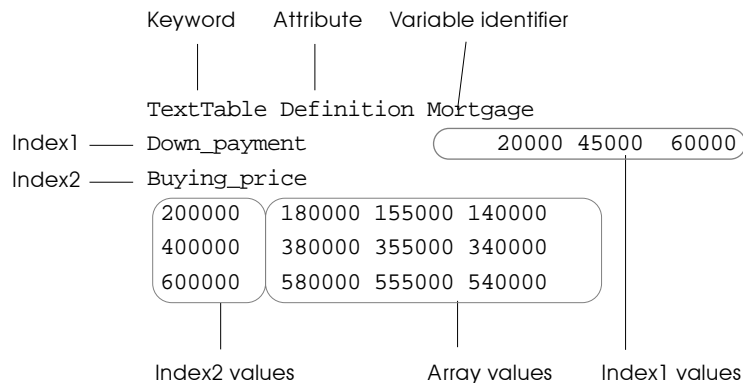 Keyword Attribute Variable identifier
TextTable Definition Mortgage
Index1 Down_payment 20000 45000 60000
Index2 Buying_price
200000 180000 155000 140000
400000 380000 355000 340000
600000 580000 555000 540000
Index2 values Array values Index1 values